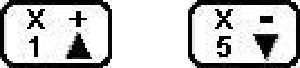 X + X -
1 ▲ 5 ▼